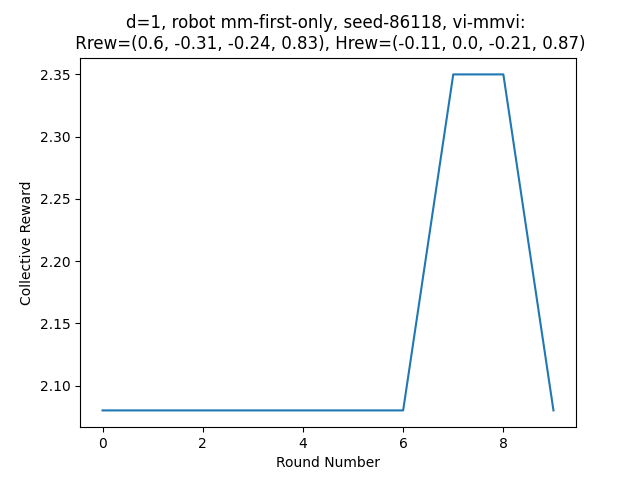 d=1, robot mm-first-only, seed-86118, vi-mmvi:
Rrew=(0.6, -0.31, -0.24, 0.83), Hrew=(-0.11, 0.0, -0.21, 0.87)
2.35
2.30
2.25
2.20
2.15
2.10
Collective Reward
0 2 4 6 8
Round Number